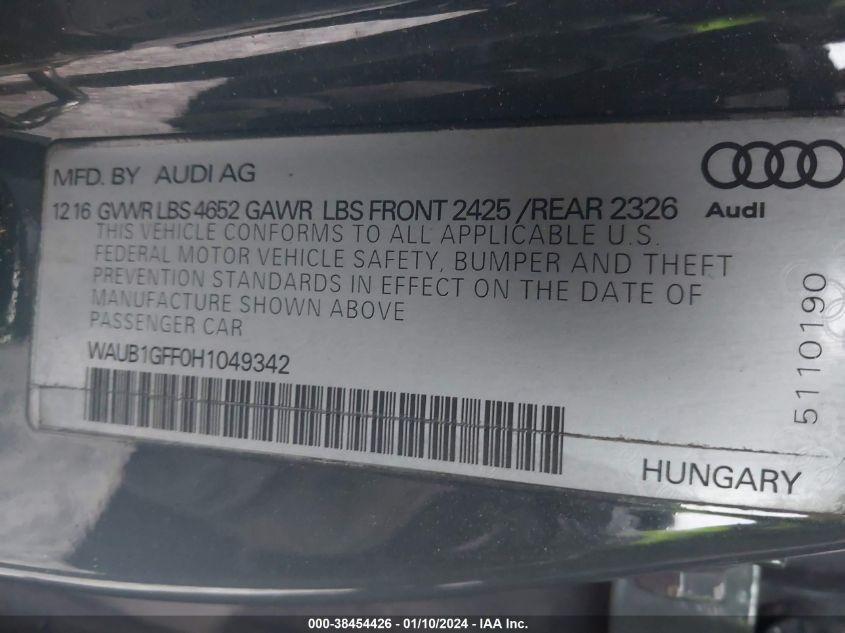 MFD. BY AUDI AG
Audi
12 16 GVWR LBS 4652 GAWR LBS FRONT 2425 /REAR 2326
THIS VEHICLE CONFORMS TO ALL APPLICABLE U.S.
FEDERAL MOTOR VEHICLE SAFETY, BUMPER AND THEFT
PREVENTION STANDARDS IN EFFECT ON THE DATE OF
MANUFACTURE SHOWN ABOVE
PASSENGER CAR
WAUB1GFF0H1049342
5110190
HUNGARY
000-38454426 - 01/10/2024 - IAA Inc.